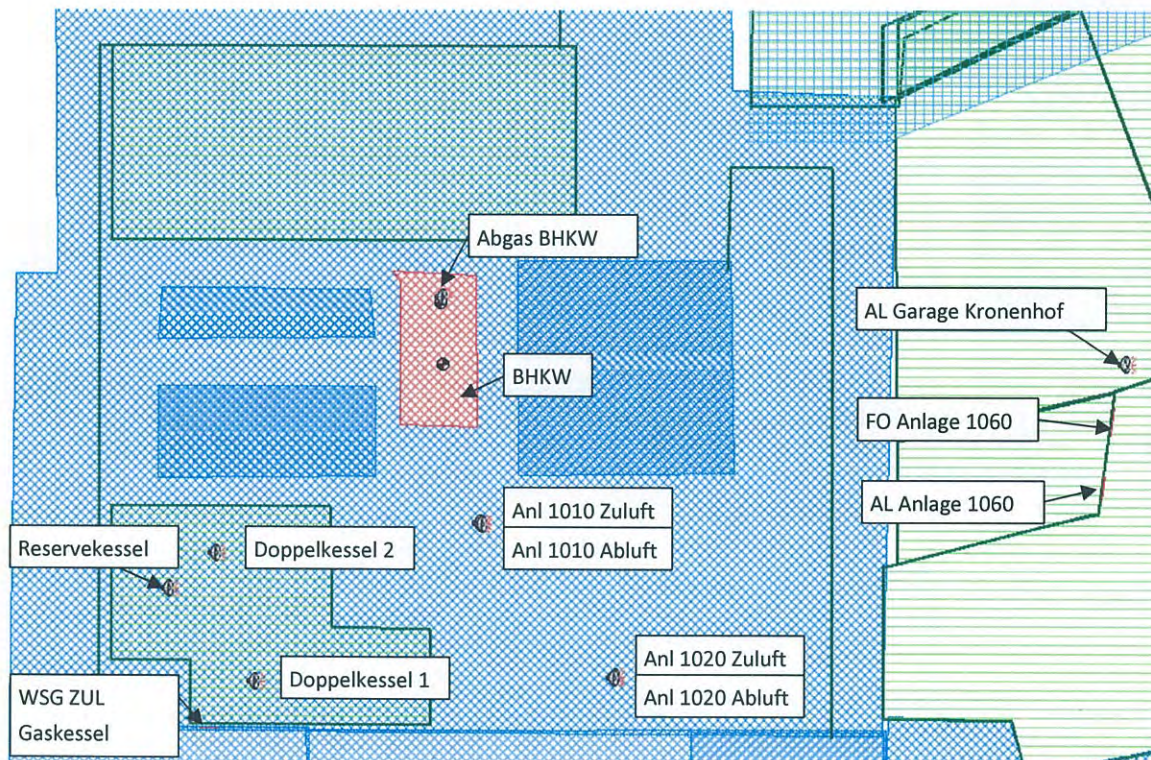 Abgas BHKW
AL Garage Kronenhof
BHKW
FO Anlage 1060
AL Anlage 1060
Anl 1010 Zuluft
Anl 1010 Abluft
Reservekessel
Doppelkessel 2
Doppelkessel 1
Anl 1020 Zuluft
Anl 1020 Abluft
WSG ZUL
Gaskessel